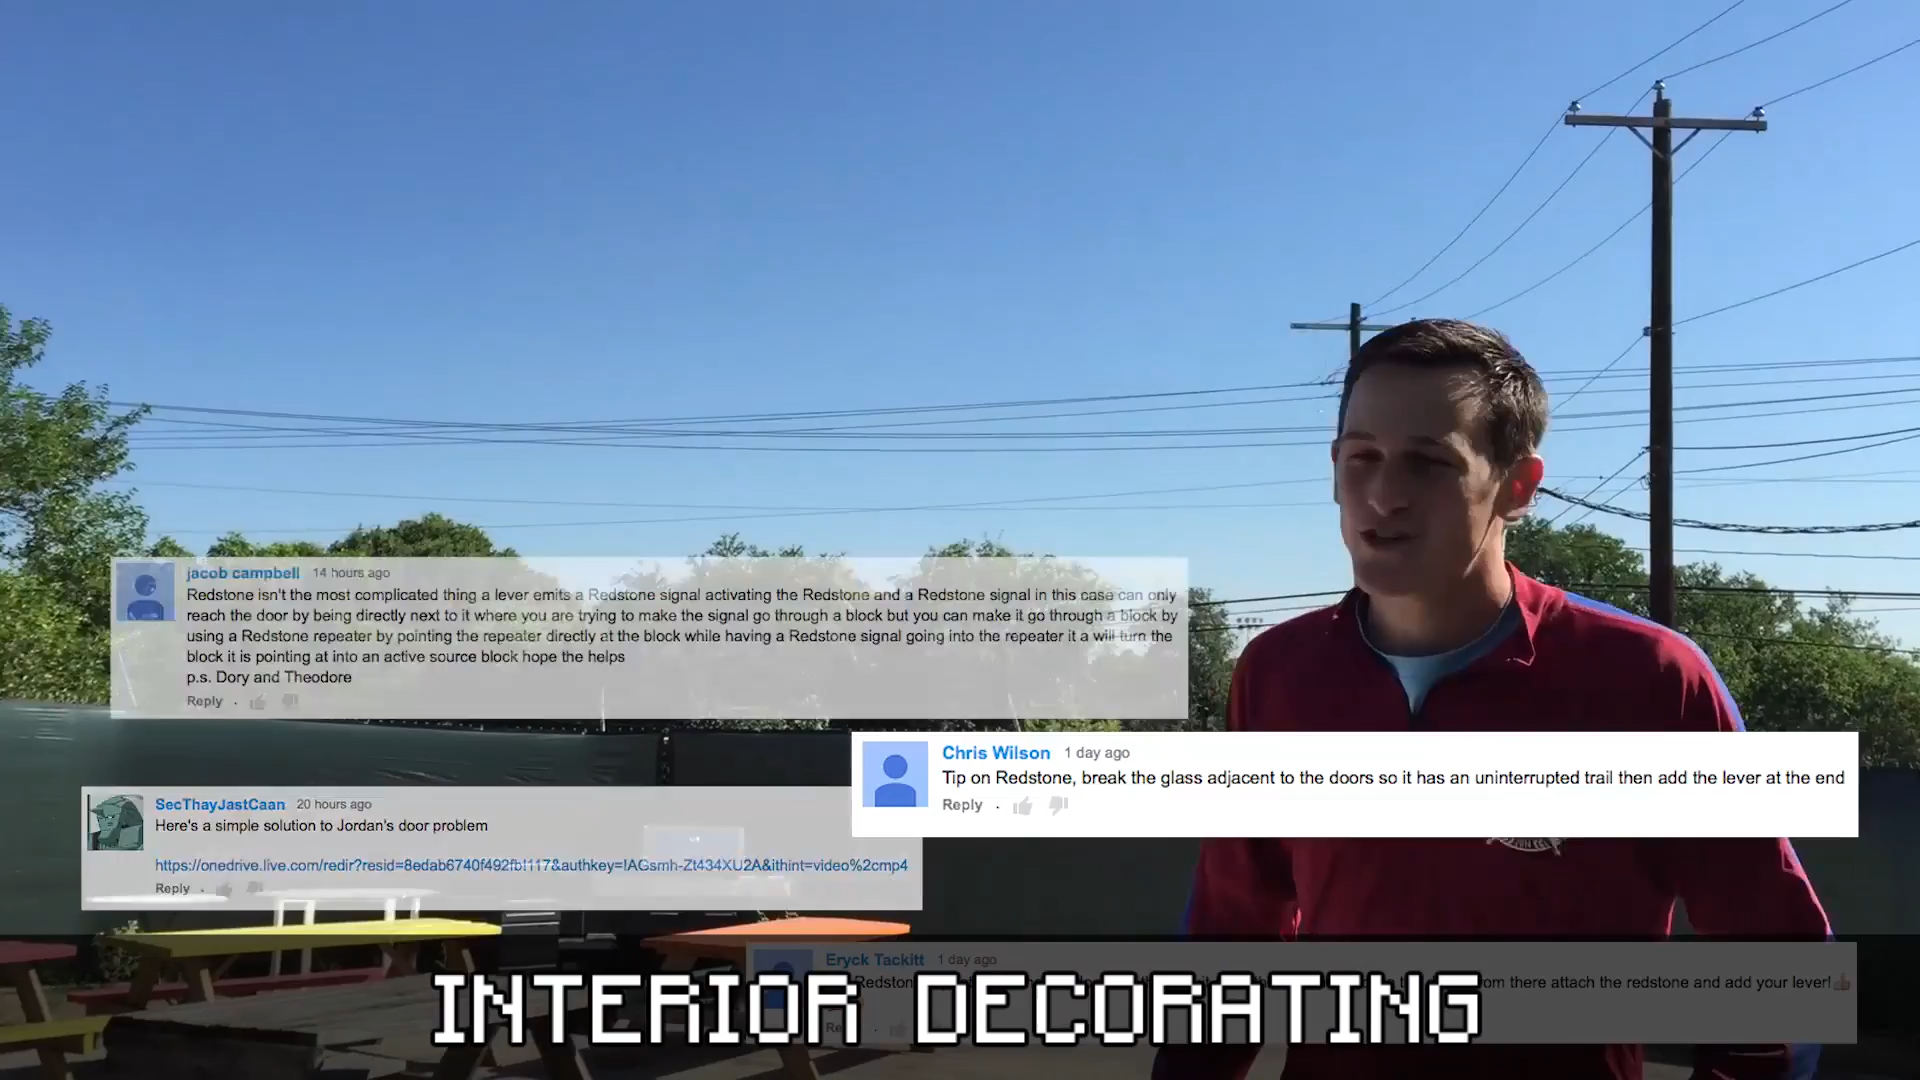 jacob campbell 14 hours ago
Redstone isn't the most complicated thing a lever emits a Redstone signal activating the Redstone and a Redstone signal in this case can only
reach the door by being directly next to it where you are trying to make the signal go through a block but you can make it go through a block by
using a Redstone repeater by pointing the repeater directly at the block while having a Redstone signal going into the repeater it a will turn the
block it is pointing at into an active source block hope the helps
p.s. Dory and Theodore
Reply
Chris Wilson 1 day ago
Tip on Redstone, break the glass adjacent to the doors so it has an uninterrupted trail then add the lever at the end
Reply
SecThayJastCaan 20 hours ago
Here's a simple solution to Jordan's door problem
https://onedrive.live.com/redir?resid=8edab6740f492fb!117&authkey=!AGsmh-Zt434XU2A&ithint=video%2cmp4
Reply
Eryck Tackitt 1 day ago
from there attach the redstone and add your lever!👍
INTERIOR DECORATING